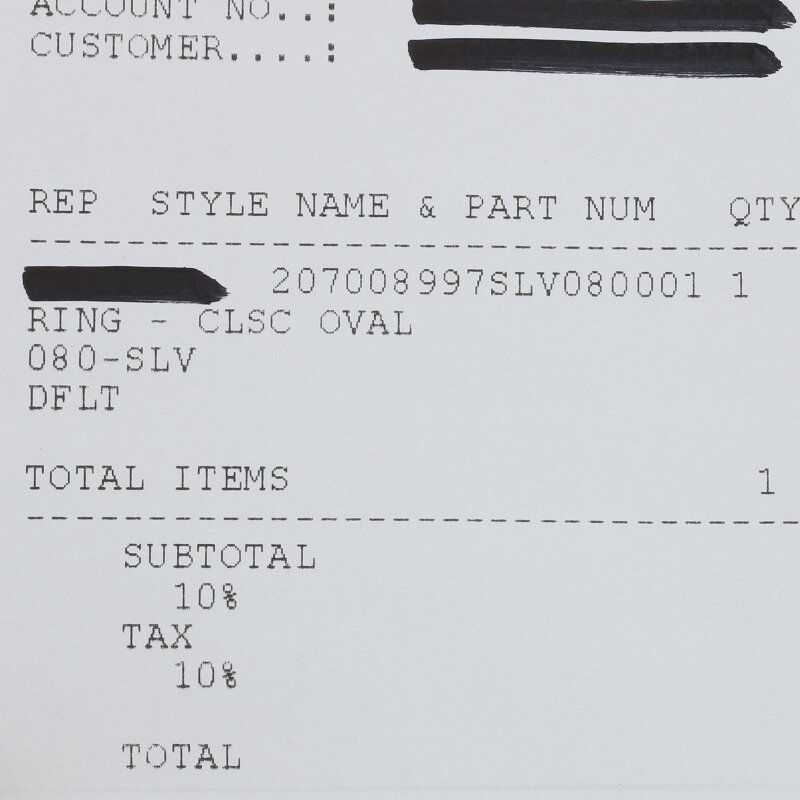 ACCOUNT NO..:
CUSTOMER....:
REP STYLE NAME & PART NUM QTY
207008997SLV080001 1
RING - CLSC OVAL
080-SLV
DFLT
TOTAL ITEMS 1
SUBTOTAL
10%
TAX
10%
TOTAL